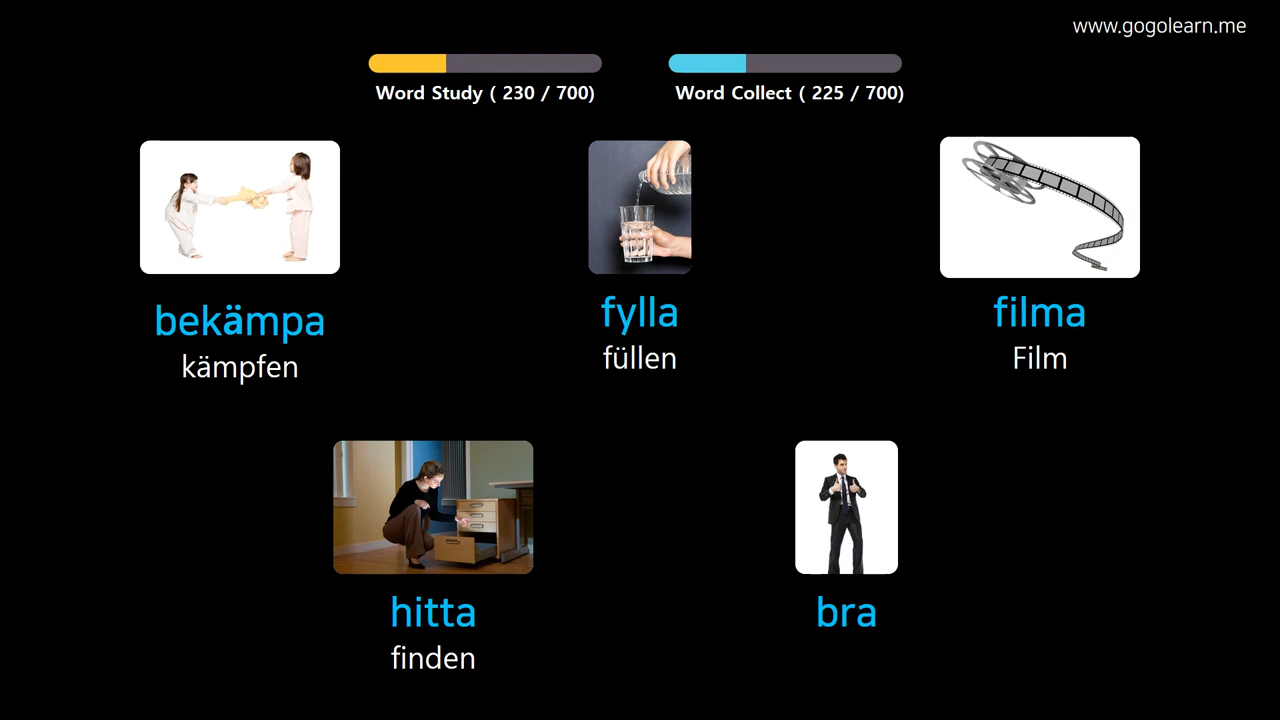 www.gogolearn.me
Word Study ( 230 / 700)
Word Collect ( 225 / 700)
bekämpa
kämpfen
fylla
füllen
filma
Film
hitta
finden
bra